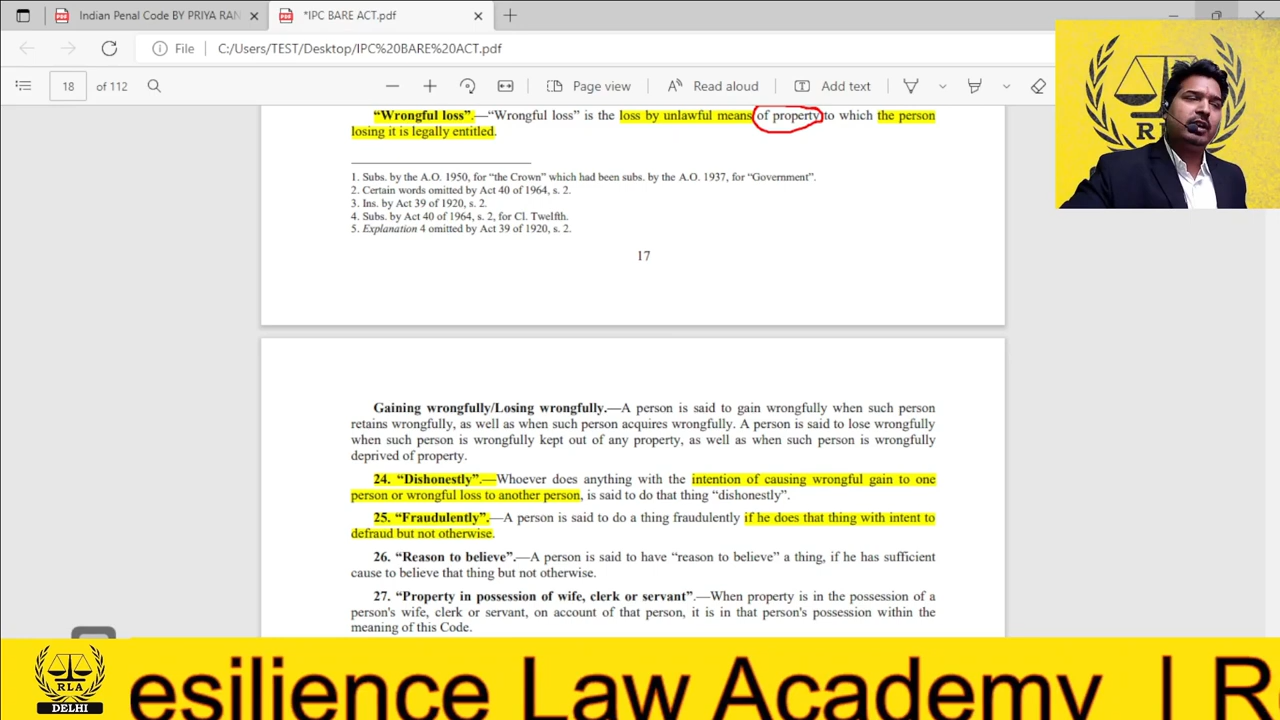 Indian Penal Code BY PRIYA RAN
*IPC BARE ACT.pdf
File
C:/Users/TEST/Desktop/IPC%20BARE%20ACT.pdf
18 of 112
Page view
Read aloud
Add text
“Wrongful loss”.—“Wrongful loss” is the loss by unlawful means of property to which the person
losing it is legally entitled.
1. Subs. by the A.O. 1950, for “the Crown” which had been subs. by the A.O. 1937, for “Government”.
2. Certain words omitted by Act 40 of 1964, s. 2.
3. Ins. by Act 39 of 1920, s. 2.
4. Subs. by Act 40 of 1964, s. 2, for Cl. Twelfth.
5. Explanation 4 omitted by Act 39 of 1920, s. 2.
17
Gaining wrongfully/Losing wrongfully.—A person is said to gain wrongfully when such person
retains wrongfully, as well as when such person acquires wrongfully. A person is said to lose wrongfully
when such person is wrongfully kept out of any property, as well as when such person is wrongfully
deprived of property.
24. “Dishonestly”.—Whoever does anything with the intention of causing wrongful gain to one
person or wrongful loss to another person, is said to do that thing “dishonestly”.
25. “Fraudulently”.—A person is said to do a thing fraudulently if he does that thing with intent to
defraud but not otherwise.
26. “Reason to believe”.—A person is said to have “reason to believe” a thing, if he has sufficient
cause to believe that thing but not otherwise.
27. “Property in possession of wife, clerk or servant”.—When property is in the possession of a
person's wife, clerk or servant, on account of that person, it is in that person's possession within the
meaning of this Code.
RLA
DELHI
esilience Law Academy | R